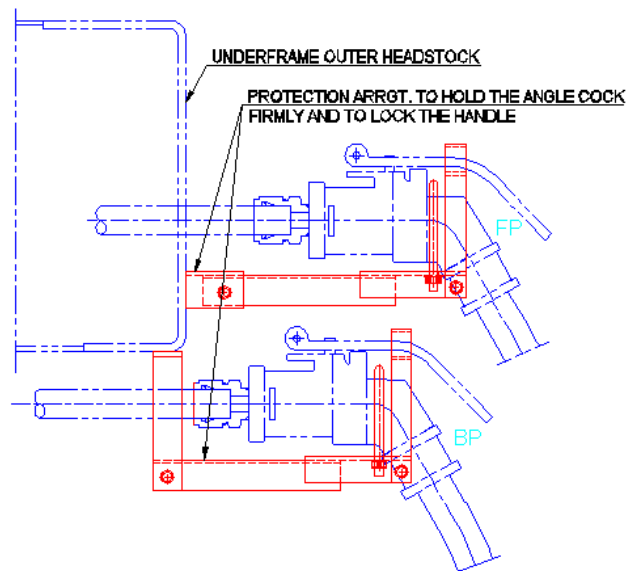 UNDERFRAME OUTER HEADSTOCK
PROTECTION ARRGT. TO HOLD THE ANGLE COCK
FIRMLY AND TO LOCK THE HANDLE
FP
BP